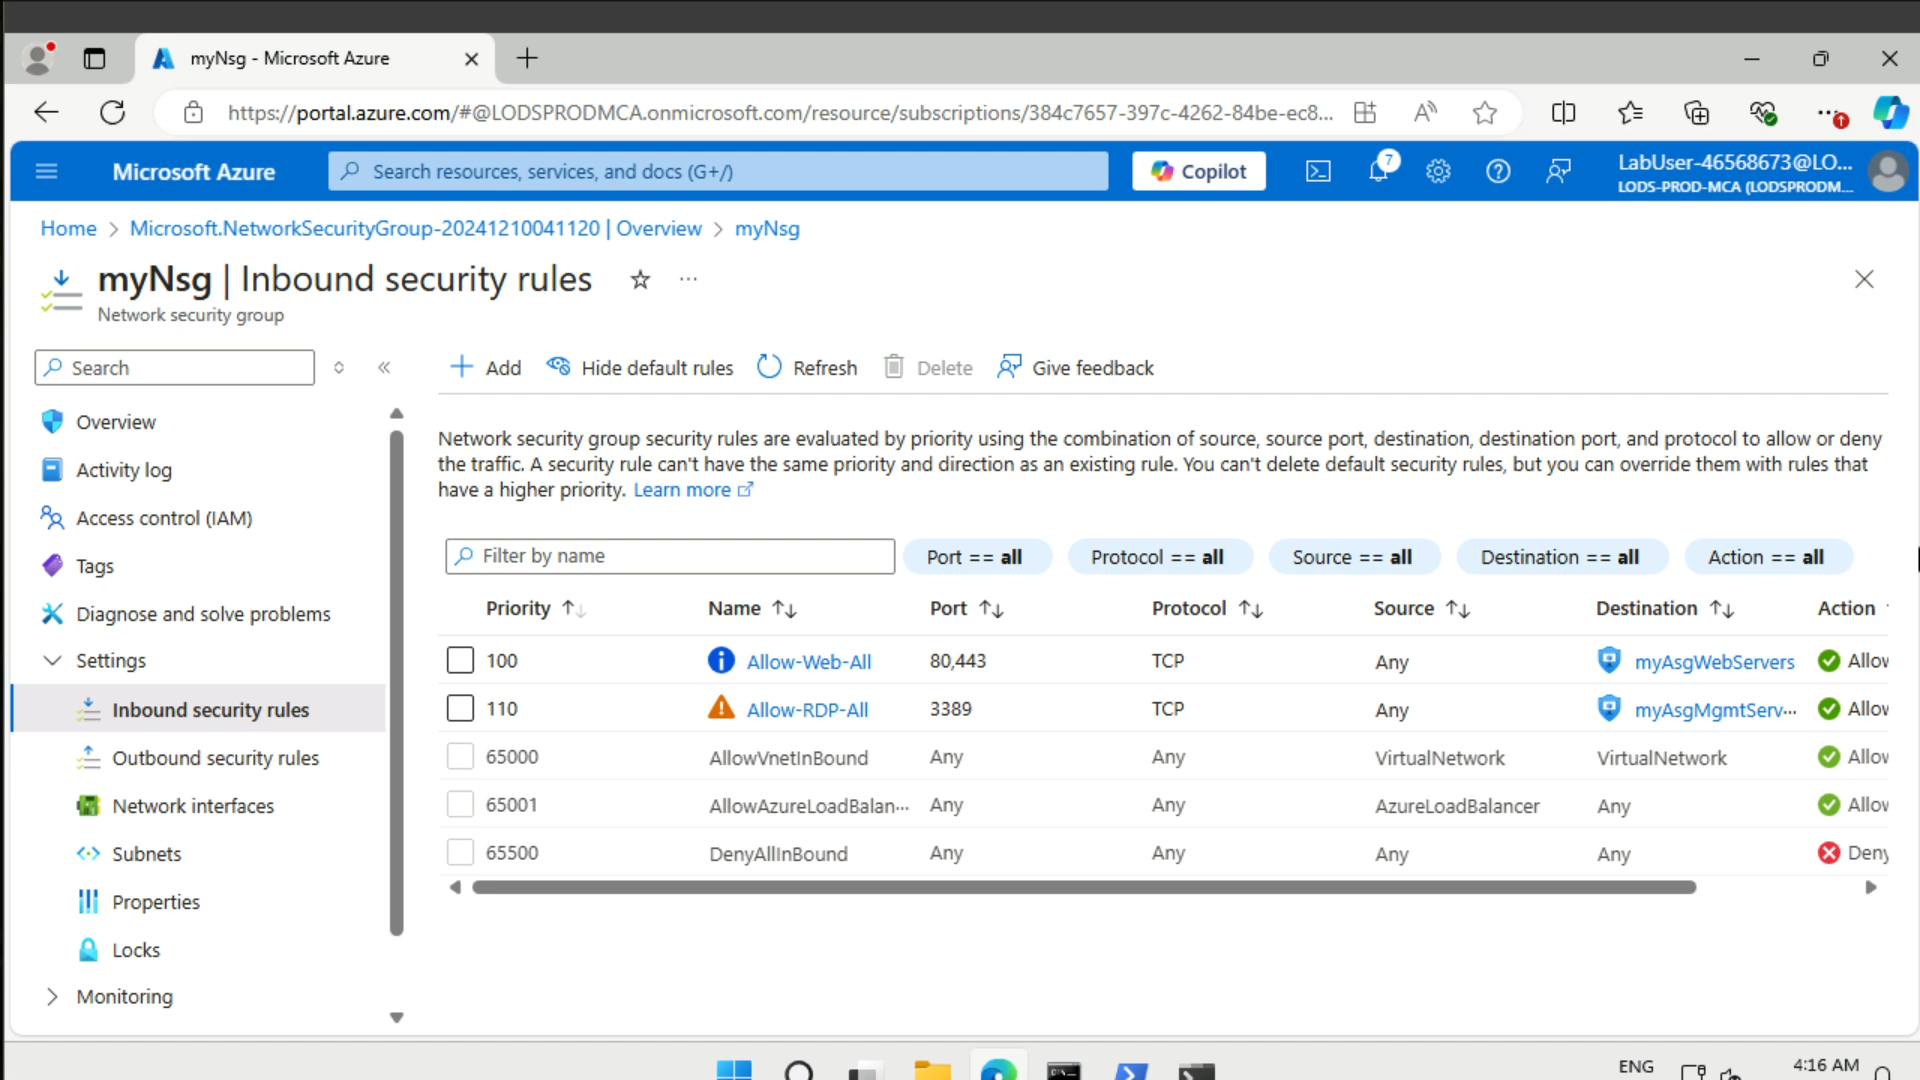 myNsg - Microsoft Azure
https://portal.azure.com/#@LODSPRODMCA.onmicrosoft.com/resource/subscriptions/384c7657-397c-4262-84be-ec8...
Microsoft Azure
Search resources, services, and docs (G+/)
Copilot
7
LabUser-46568673@LO...
LODS-PROD-MCA (LODSPRODM...
Home > Microsoft.NetworkSecurityGroup-20241210041120 | Overview > myNsg
myNsg | Inbound security rules
Network security group
Search
Add
Hide default rules
Refresh
Delete
Give feedback
Overview
Activity log
Access control (IAM)
Tags
Diagnose and solve problems
Settings
Inbound security rules
Outbound security rules
Network interfaces
Subnets
Properties
Locks
Monitoring
Network security group security rules are evaluated by priority using the combination of source, source port, destination, destination port, and protocol to allow or deny
the traffic. A security rule can't have the same priority and direction as an existing rule. You can't delete default security rules, but you can override them with rules that
have a higher priority. Learn more
Filter by name
Port == all
Protocol == all
Source == all
Destination == all
Action == all
Priority Name Port Protocol Source Destination Action
100 Allow-Web-All 80,443 TCP Any myAsgWebServers Allow
110 Allow-RDP-All 3389 TCP Any myAsgMgmtServ... Allow
65000 AllowVnetInBound Any Any VirtualNetwork VirtualNetwork Allow
65001 AllowAzureLoadBalan... Any Any AzureLoadBalancer Any Allow
65500 DenyAllInBound Any Any Any Any Deny
ENG
4:16 AM